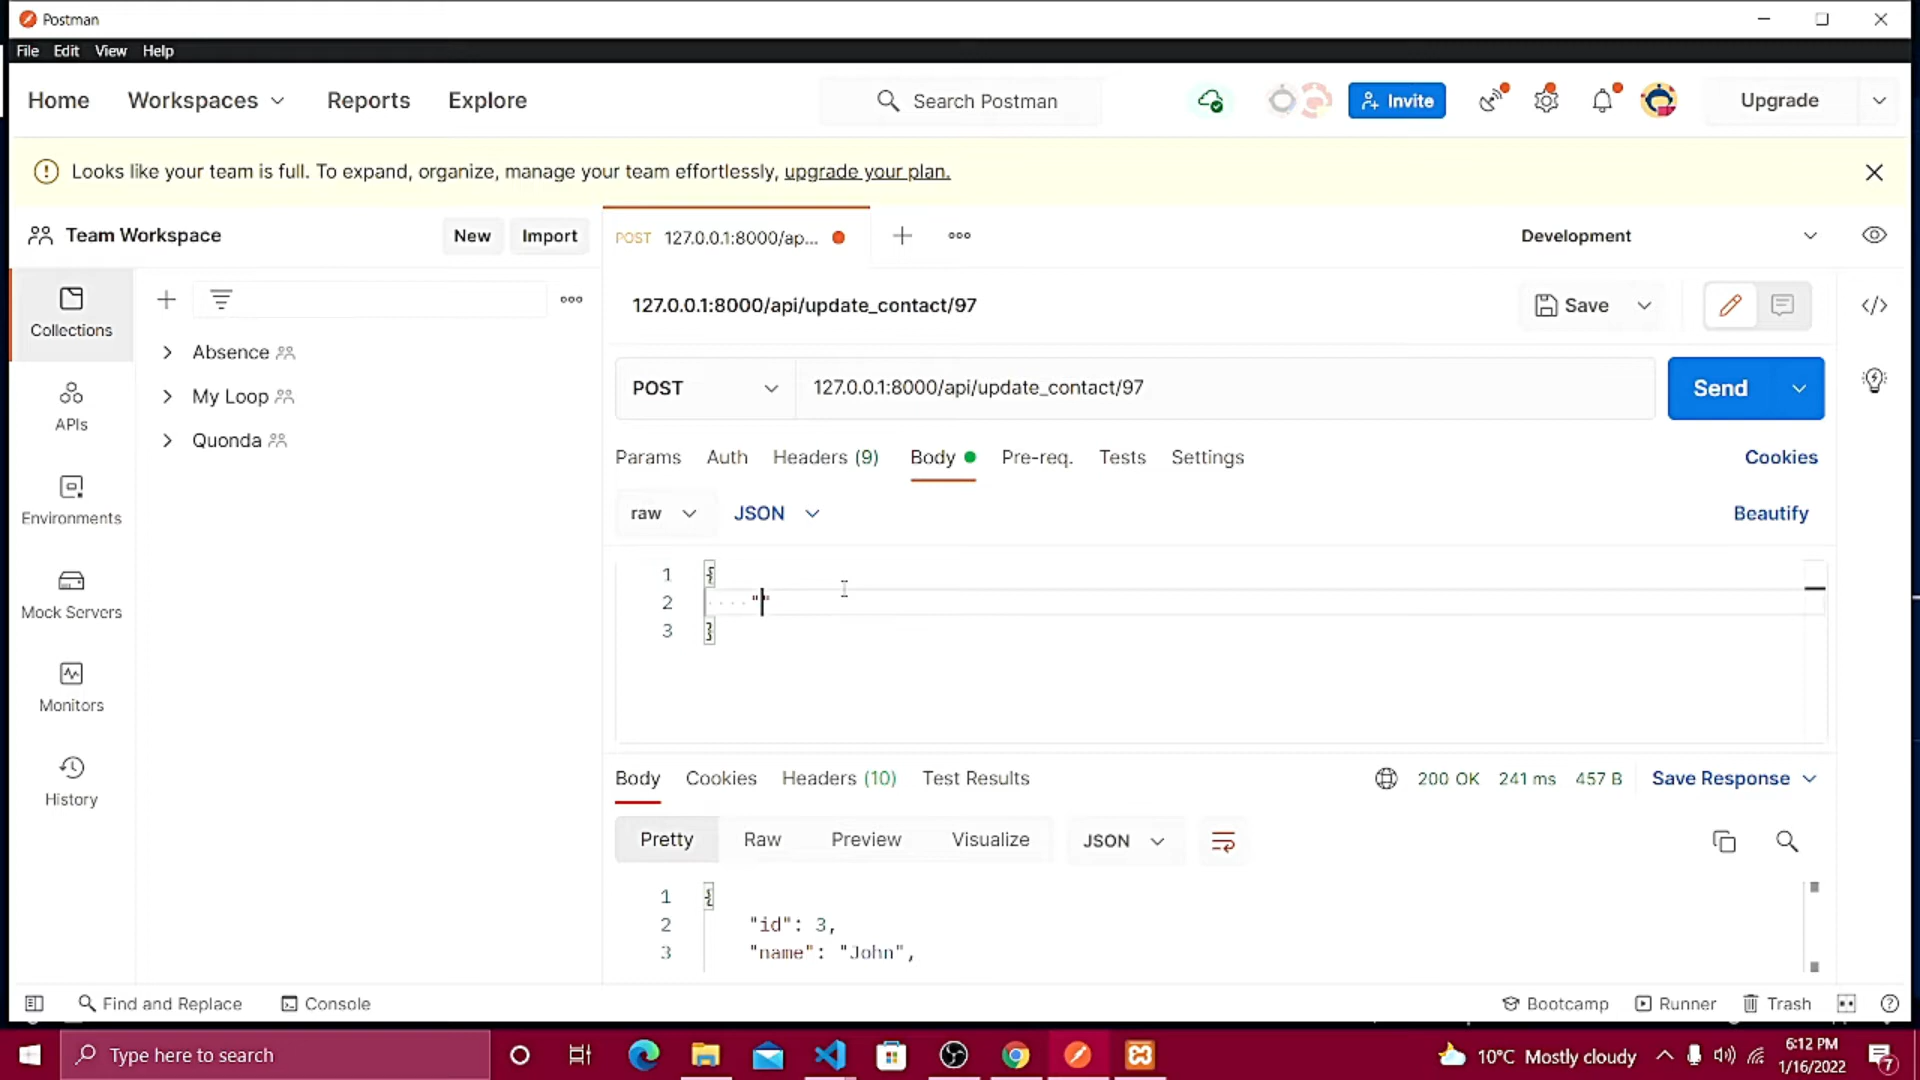 Postman
File Edit View Help
Home Workspaces Reports Explore Search Postman Invite Upgrade
Looks like your team is full. To expand, organize, manage your team effortlessly, upgrade your plan.
Team Workspace New Import POST 127.0.0.1:8000/ap... Development
127.0.0.1:8000/api/update_contact/97 Save
Collections
Absence
My Loop
Quonda
APIs
Environments
Mock Servers
Monitors
History
POST 127.0.0.1:8000/api/update_contact/97 Send
Params Auth Headers (9) Body Pre-req. Tests Settings Cookies
raw JSON Beautify
1 {
2 ""
3 }
Body Cookies Headers (10) Test Results 200 OK 241 ms 457 B Save Response
Pretty Raw Preview Visualize JSON
1 {
2 "id": 3,
3 "name": "John",
Find and Replace Console Bootcamp Runner Trash
Type here to search 10°C Mostly cloudy 6:12 PM
1/16/2022 7